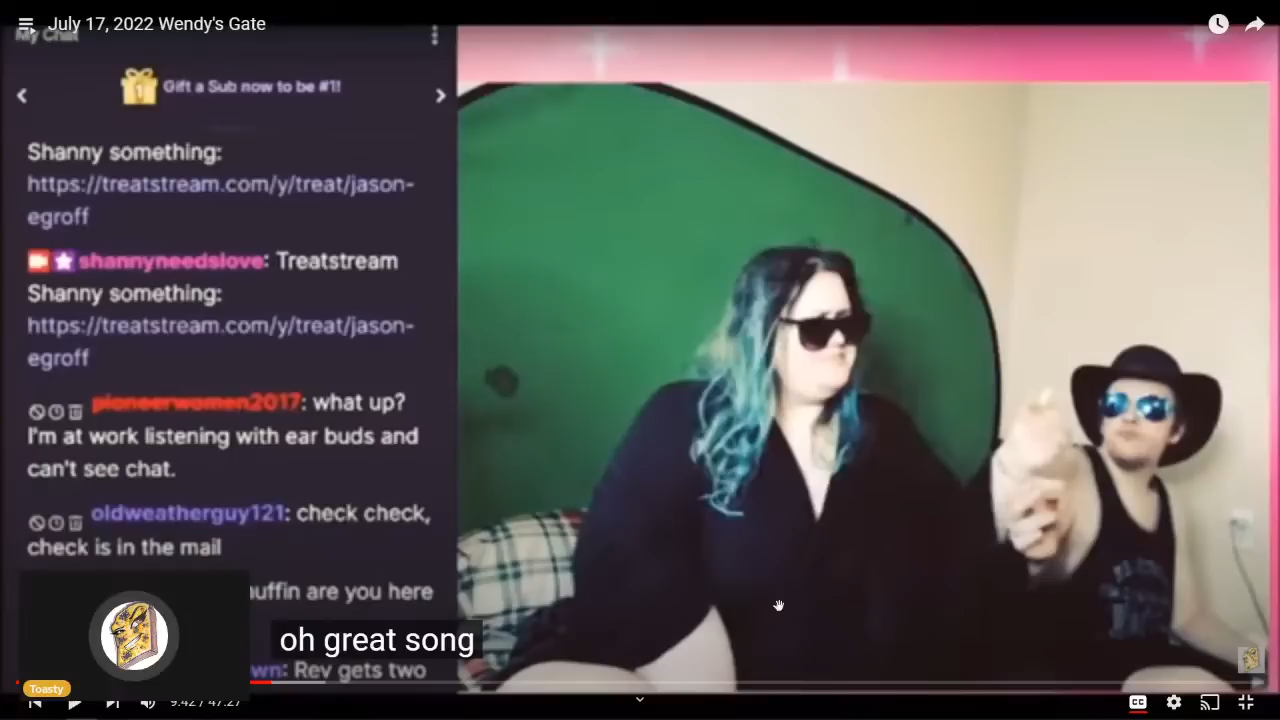 July 17, 2022 Wendy's Gate
My Chat
Gift a Sub now to be #1!
Shanny something:
https://treatstream.com/y/treat/jason-
egroff
shannyneedslove: Treatstream
Shanny something:
https://treatstream.com/y/treat/jason-
egroff
pioneerwomen2017: what up?
I'm at work listening with ear buds and
can't see chat.
oldweatherguy121: check check,
check is in the mail
uffin are you here
oh great song
wn: Rev gets two
Toasty
9:42 / 47:27
CC